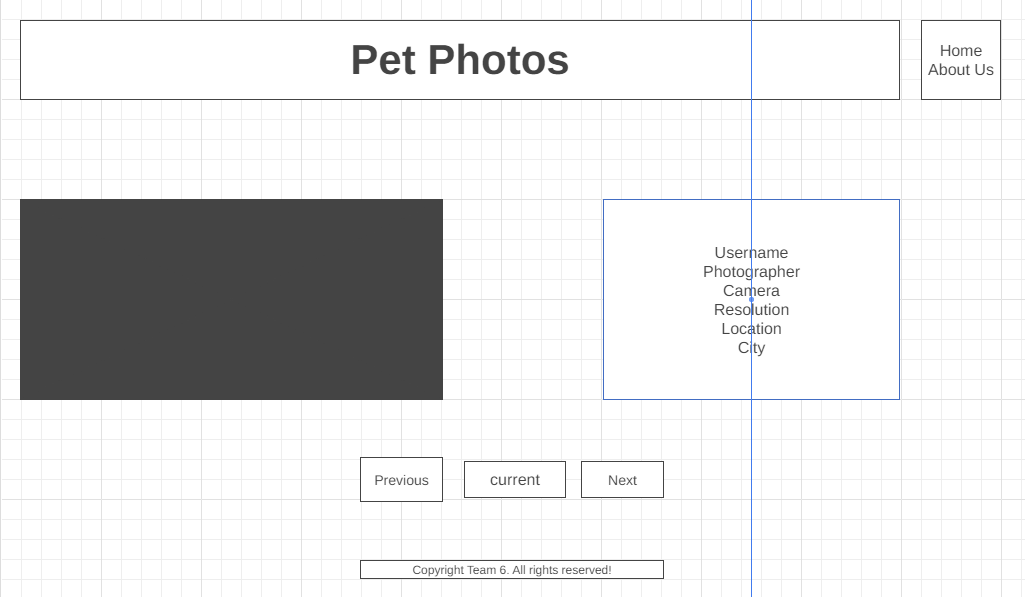 Pet Photos
Home
About Us
Username
Photographer
Camera
Resolution
Location
City
Previous
current
Next
Copyright Team 6. All rights reserved!